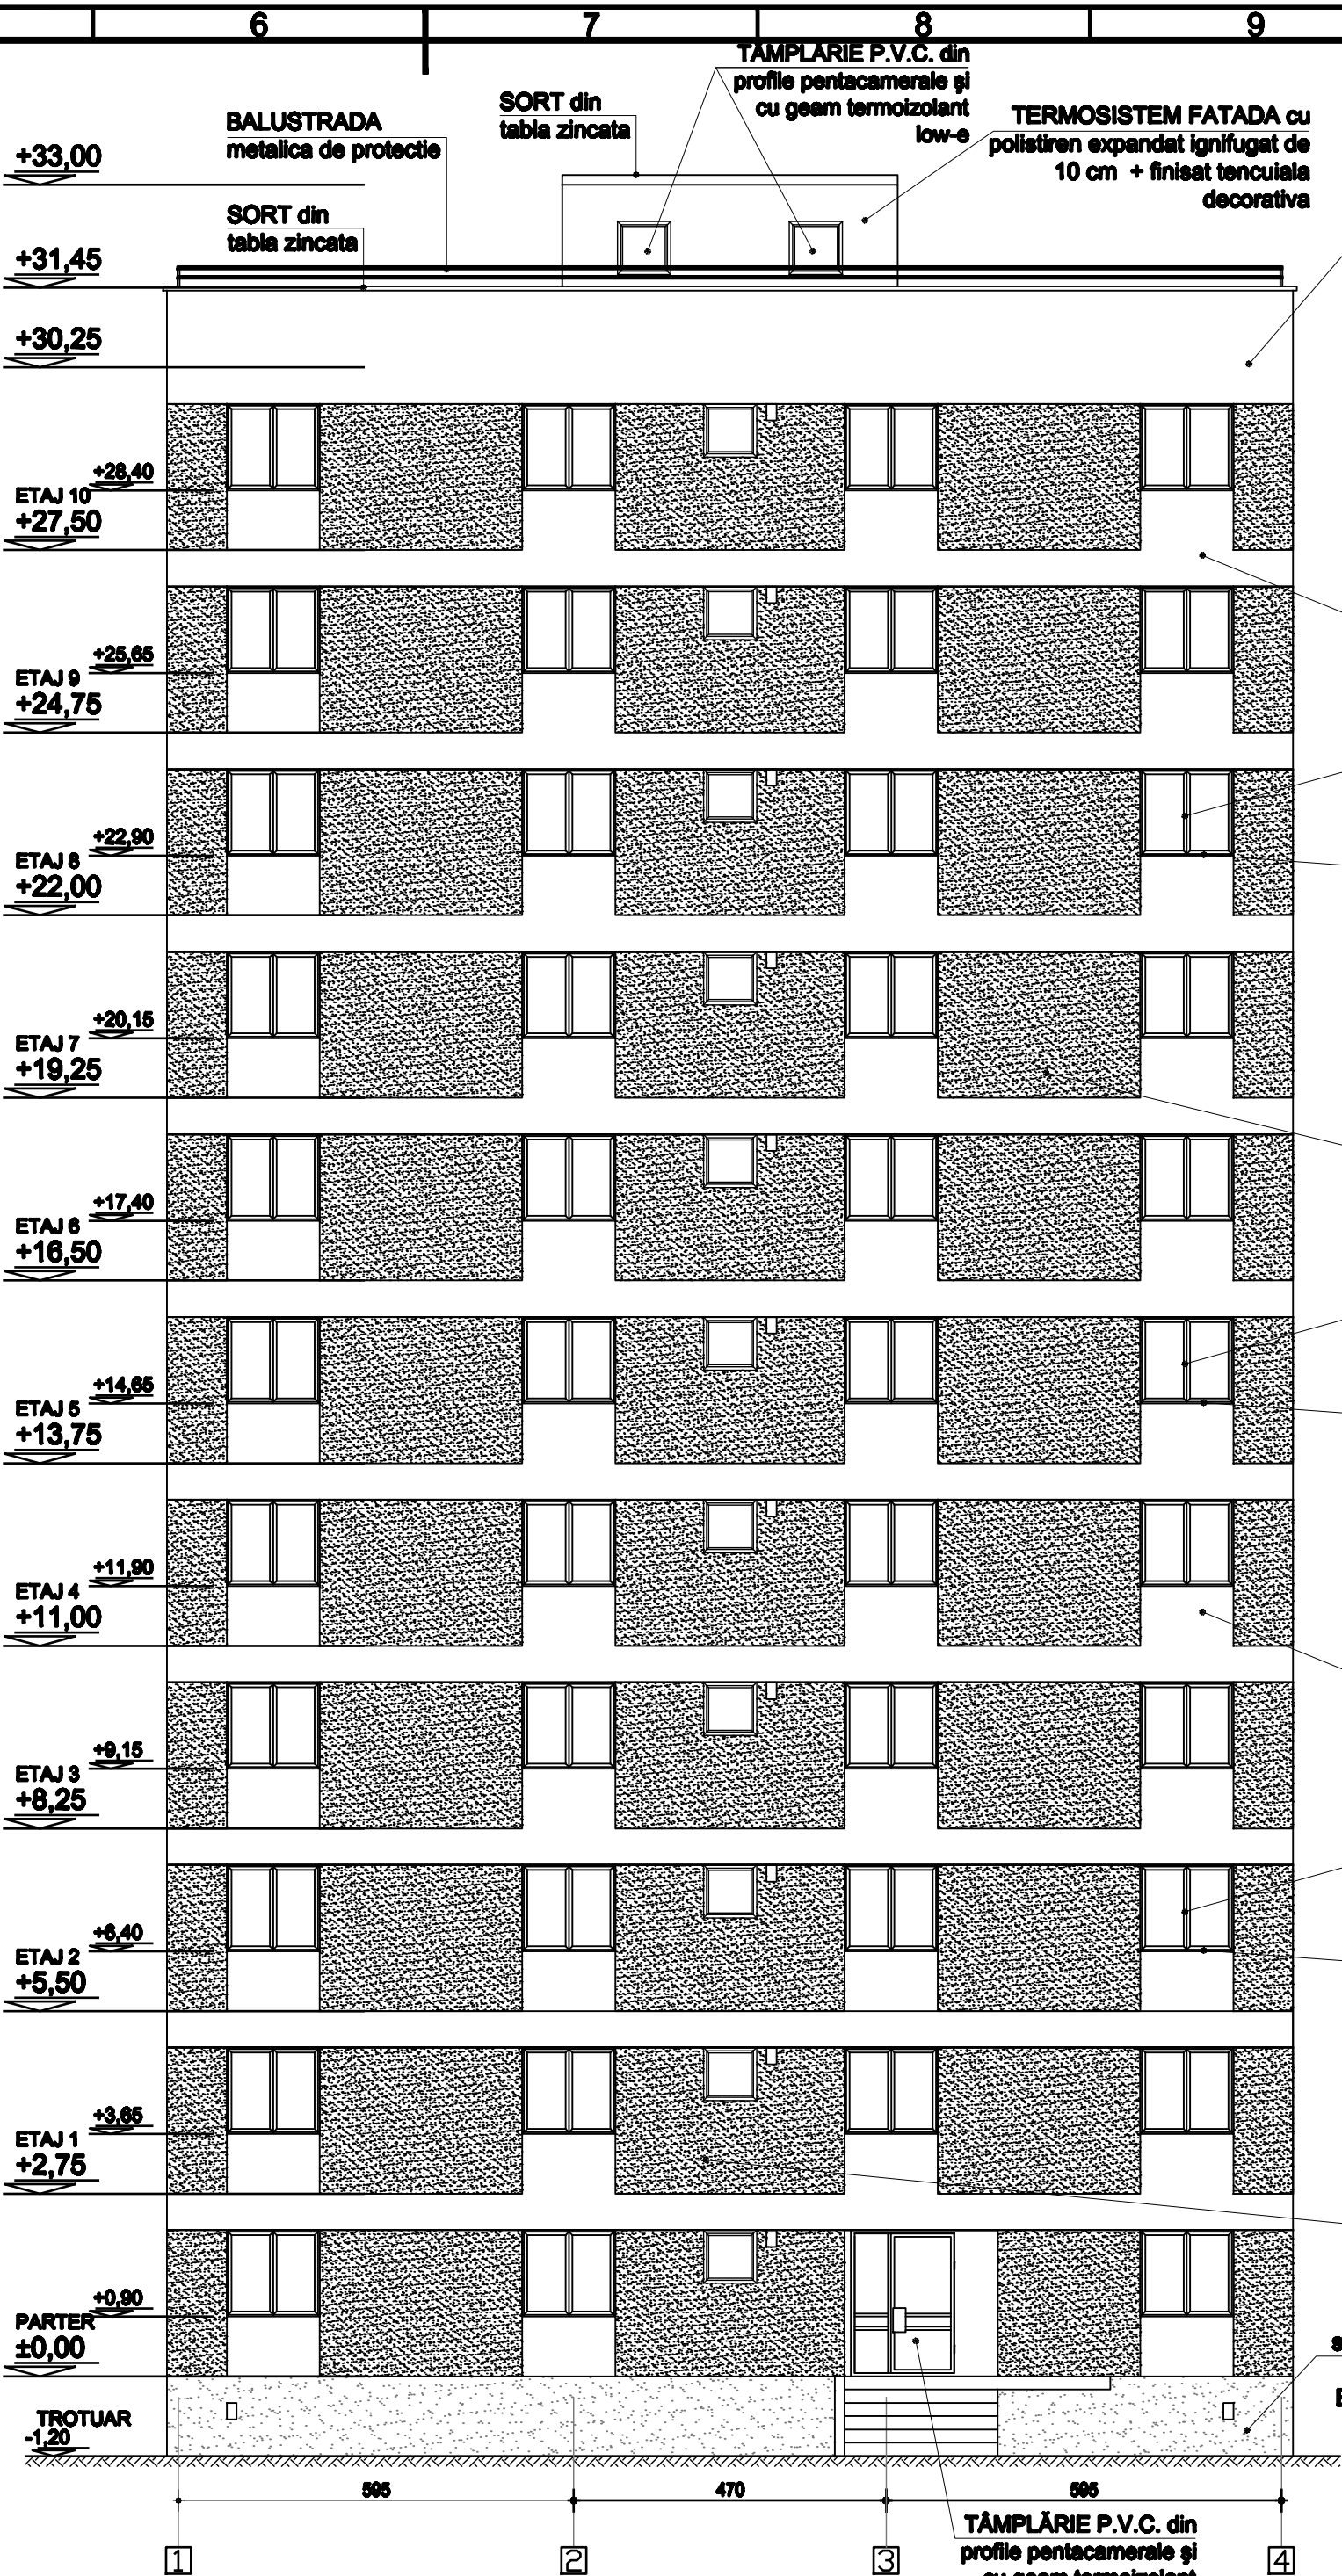 6 7 8 9
TÂMPLĂRIE P.V.C. din
profile pentacamerale şi
cu geam termoizolant
low-e
SORT din
tabla zincata
BALUSTRADA
metalica de protectie
TERMOSISTEM FATADA cu
polistiren expandat ignifugat de
10 cm + finisat tencuiala
decorativa
+33,00
SORT din
tabla zincata
+31,45
+30,25
+28,40
ETAJ 10
+27,50
+25,65
ETAJ 9
+24,75
+22,90
ETAJ 8
+22,00
+20,15
ETAJ 7
+19,25
+17,40
ETAJ 6
+16,50
+14,65
ETAJ 5
+13,75
+11,90
ETAJ 4
+11,00
+9,15
ETAJ 3
+8,25
+6,40
ETAJ 2
+5,50
+3,65
ETAJ 1
+2,75
+0,90
PARTER
±0,00
TROTUAR
-1,20
595 470 595
TÂMPLĂRIE P.V.C. din
profile pentacamerale şi
cu geam termoizolant
1 2 3 4